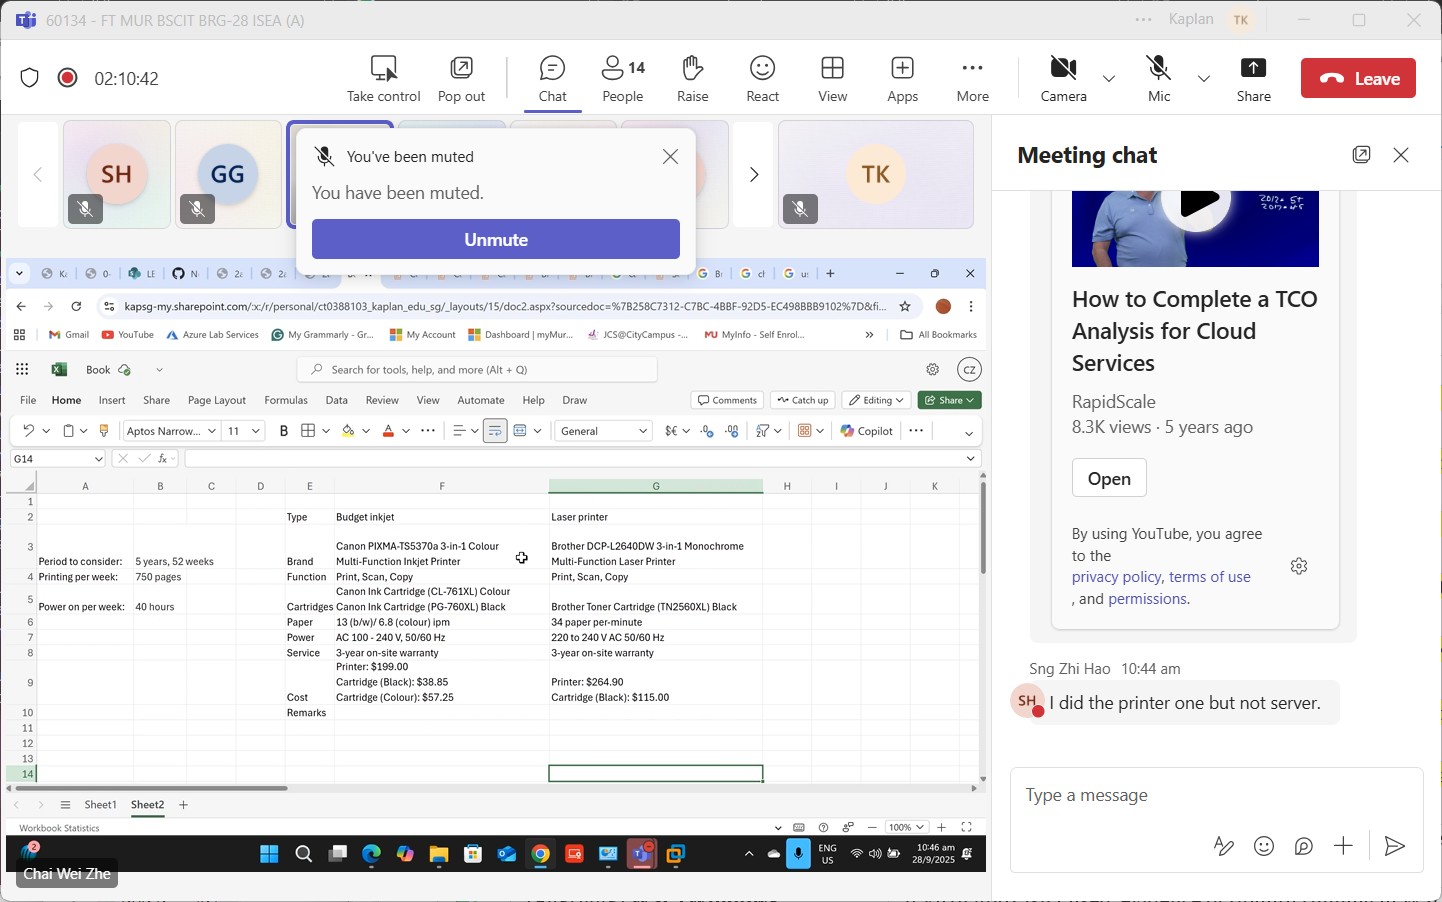 60134 - FT MUR BSCIT BRG-28 ISEA (A)
Kaplan
TK
02:10:42
Take control
Pop out
Chat
14
People
Raise
React
View
Apps
More
Camera
Mic
Share
Leave
SH
GG
TK
You've been muted
You have been muted.
Unmute
kapsg-my.sharepoint.com/:x:/r/personal/ct0388103_kaplan_edu_sg/_layouts/15/doc2.aspx?sourcedoc=%7B258C7312-C7BC-4BBF-92D5-EC498BBB9102%7D&fi...
Gmail
YouTube
Azure Lab Services
My Grammarly - Gr...
My Account
Dashboard | myMur...
JCS@CityCampus -...
MyInfo - Self Enrol...
All Bookmarks
Book
Search for tools, help, and more (Alt + Q)
CZ
File Home Insert Share Page Layout Formulas Data Review View Automate Help Draw
Comments
Catch up
Editing
Share
Aptos Narrow...
11
B
General
Copilot
G14
fx
A B C D E F G H I J K
1
2 Type Budget inkjet Laser printer
Canon PIXMA-TS5370a 3-in-1 Colour Brother DCP-L2640DW 3-in-1 Monochrome
3 Period to consider: 5 years, 52 weeks Brand Multi-Function Inkjet Printer Multi-Function Laser Printer
4 Printing per week: 750 pages Function Print, Scan, Copy Print, Scan, Copy
Canon Ink Cartridge (CL-761XL) Colour
5 Power on per week: 40 hours Cartridges Canon Ink Cartridge (PG-760XL) Black Brother Toner Cartridge (TN2560XL) Black
6 Paper 13 (b/w)/ 6.8 (colour) ipm 34 paper per-minute
7 Power AC 100 - 240 V, 50/60 Hz 220 to 240 V AC 50/60 Hz
8 Service 3-year on-site warranty 3-year on-site warranty
Printer: $199.00
9 Cartridge (Black): $38.85 Printer: $264.90
Cost Cartridge (Colour): $57.25 Cartridge (Black): $115.00
10 Remarks
11
12
13
14
Sheet1
Sheet2
Workbook Statistics
100%
2
ENG
US
10:46 am
28/9/2025
Chai Wei Zhe
Meeting chat
How to Complete a TCO
Analysis for Cloud
Services
RapidScale
8.3K views · 5 years ago
Open
By using YouTube, you agree
to the
privacy policy, terms of use
, and permissions.
Sng Zhi Hao 10:44 am
SH
I did the printer one but not server.
Type a message